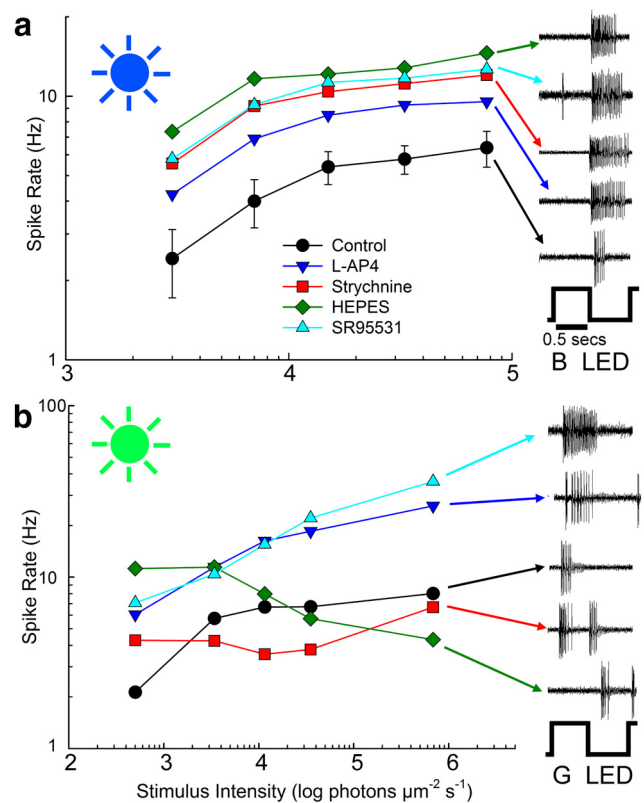 a
Spike Rate (Hz)
10
1
3
4
5
Control
L-AP4
Strychnine
HEPES
SR95531
0.5 secs
B LED
b
Spike Rate (Hz)
100
10
1
2
3
4
5
6
Stimulus Intensity (log photons µm⁻² s⁻¹)
G LED